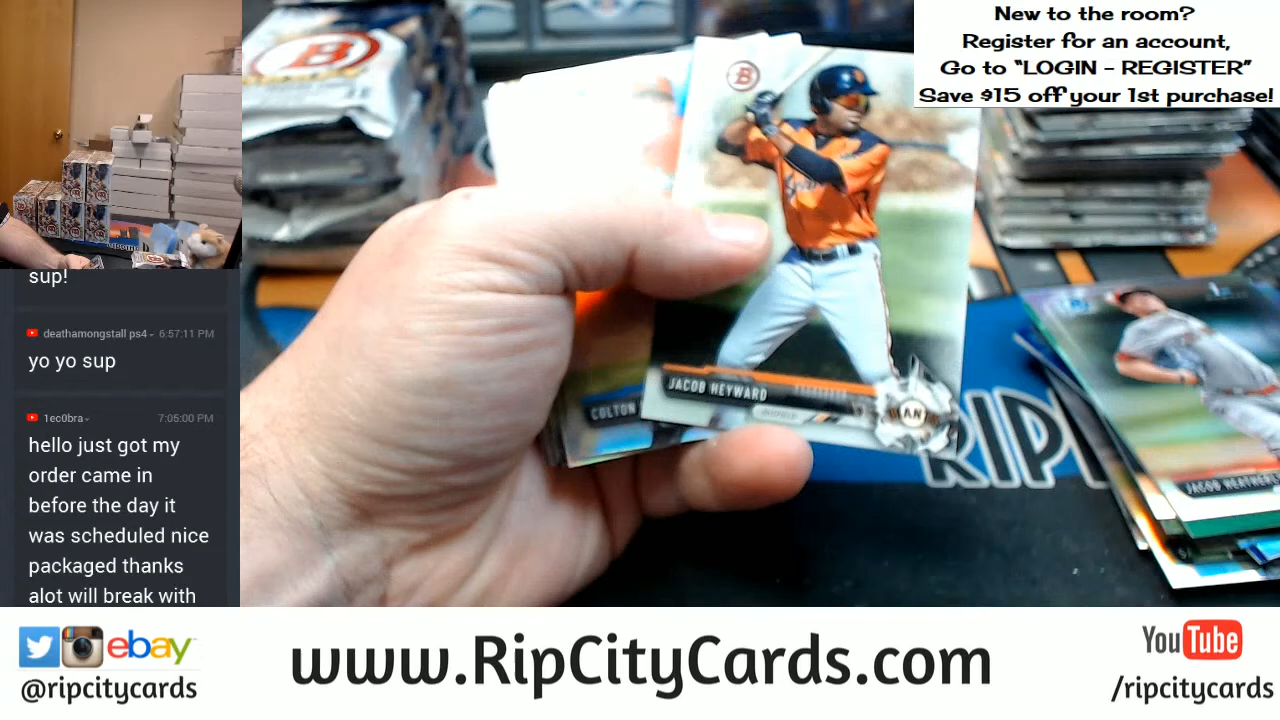 New to the room?
Register for an account,
Go to "LOGIN - REGISTER"
Save $15 off your 1st purchase!
B
B
JACOB HEYWARD
COLTON
JACOB HEATHERL
RIP
sup!
deathamongstall ps4 - 6:57:11 PM
yo yo sup
1ec0bra - 7:05:00 PM
hello just got my
order came in
before the day it
was scheduled nice
packaged thanks
alot will break with
ebay
@ripcitycards
www.RipCityCards.com
YouTube
/ripcitycards